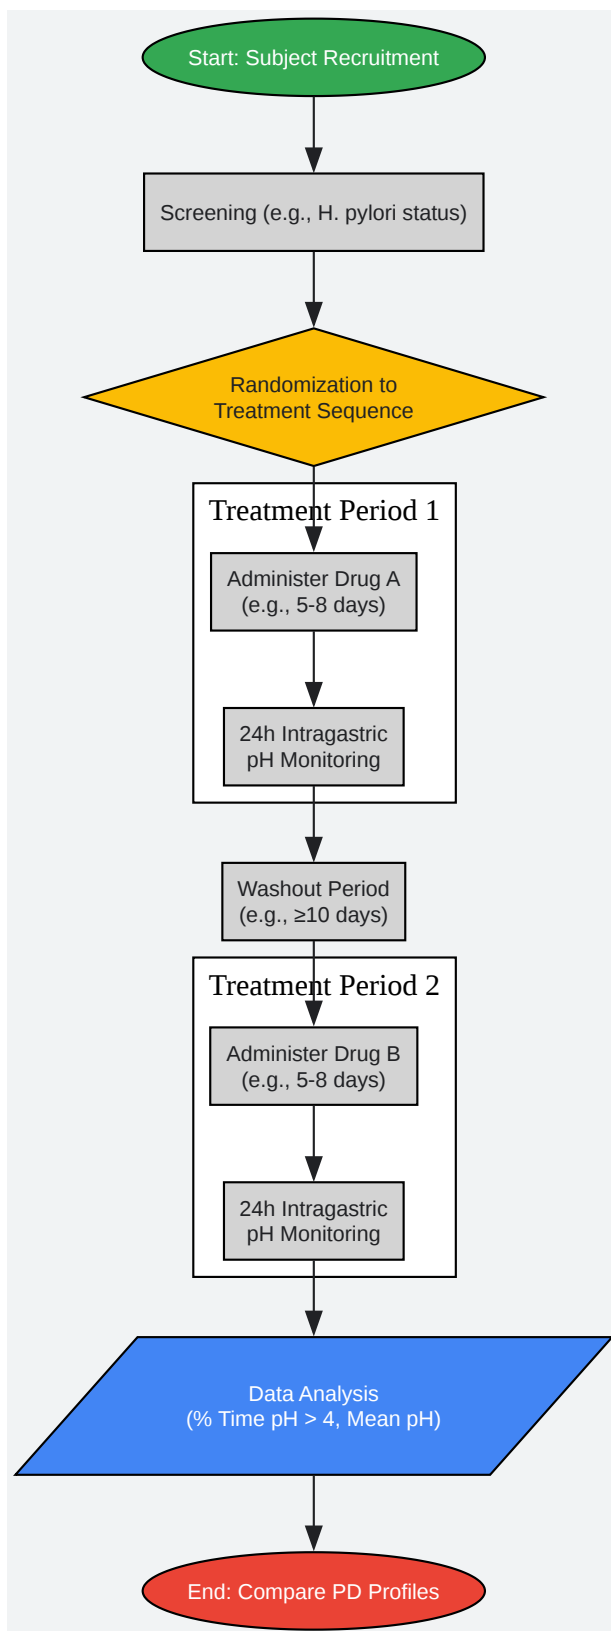 Start: Subject Recruitment
Screening (e.g., H. pylori status)
Randomization to
Treatment Sequence
Treatment Period 1
Administer Drug A
(e.g., 5-8 days)
24h Intragastric
pH Monitoring
Washout Period
(e.g., ≥10 days)
Treatment Period 2
Administer Drug B
(e.g., 5-8 days)
24h Intragastric
pH Monitoring
Data Analysis
(% Time pH > 4, Mean pH)
End: Compare PD Profiles